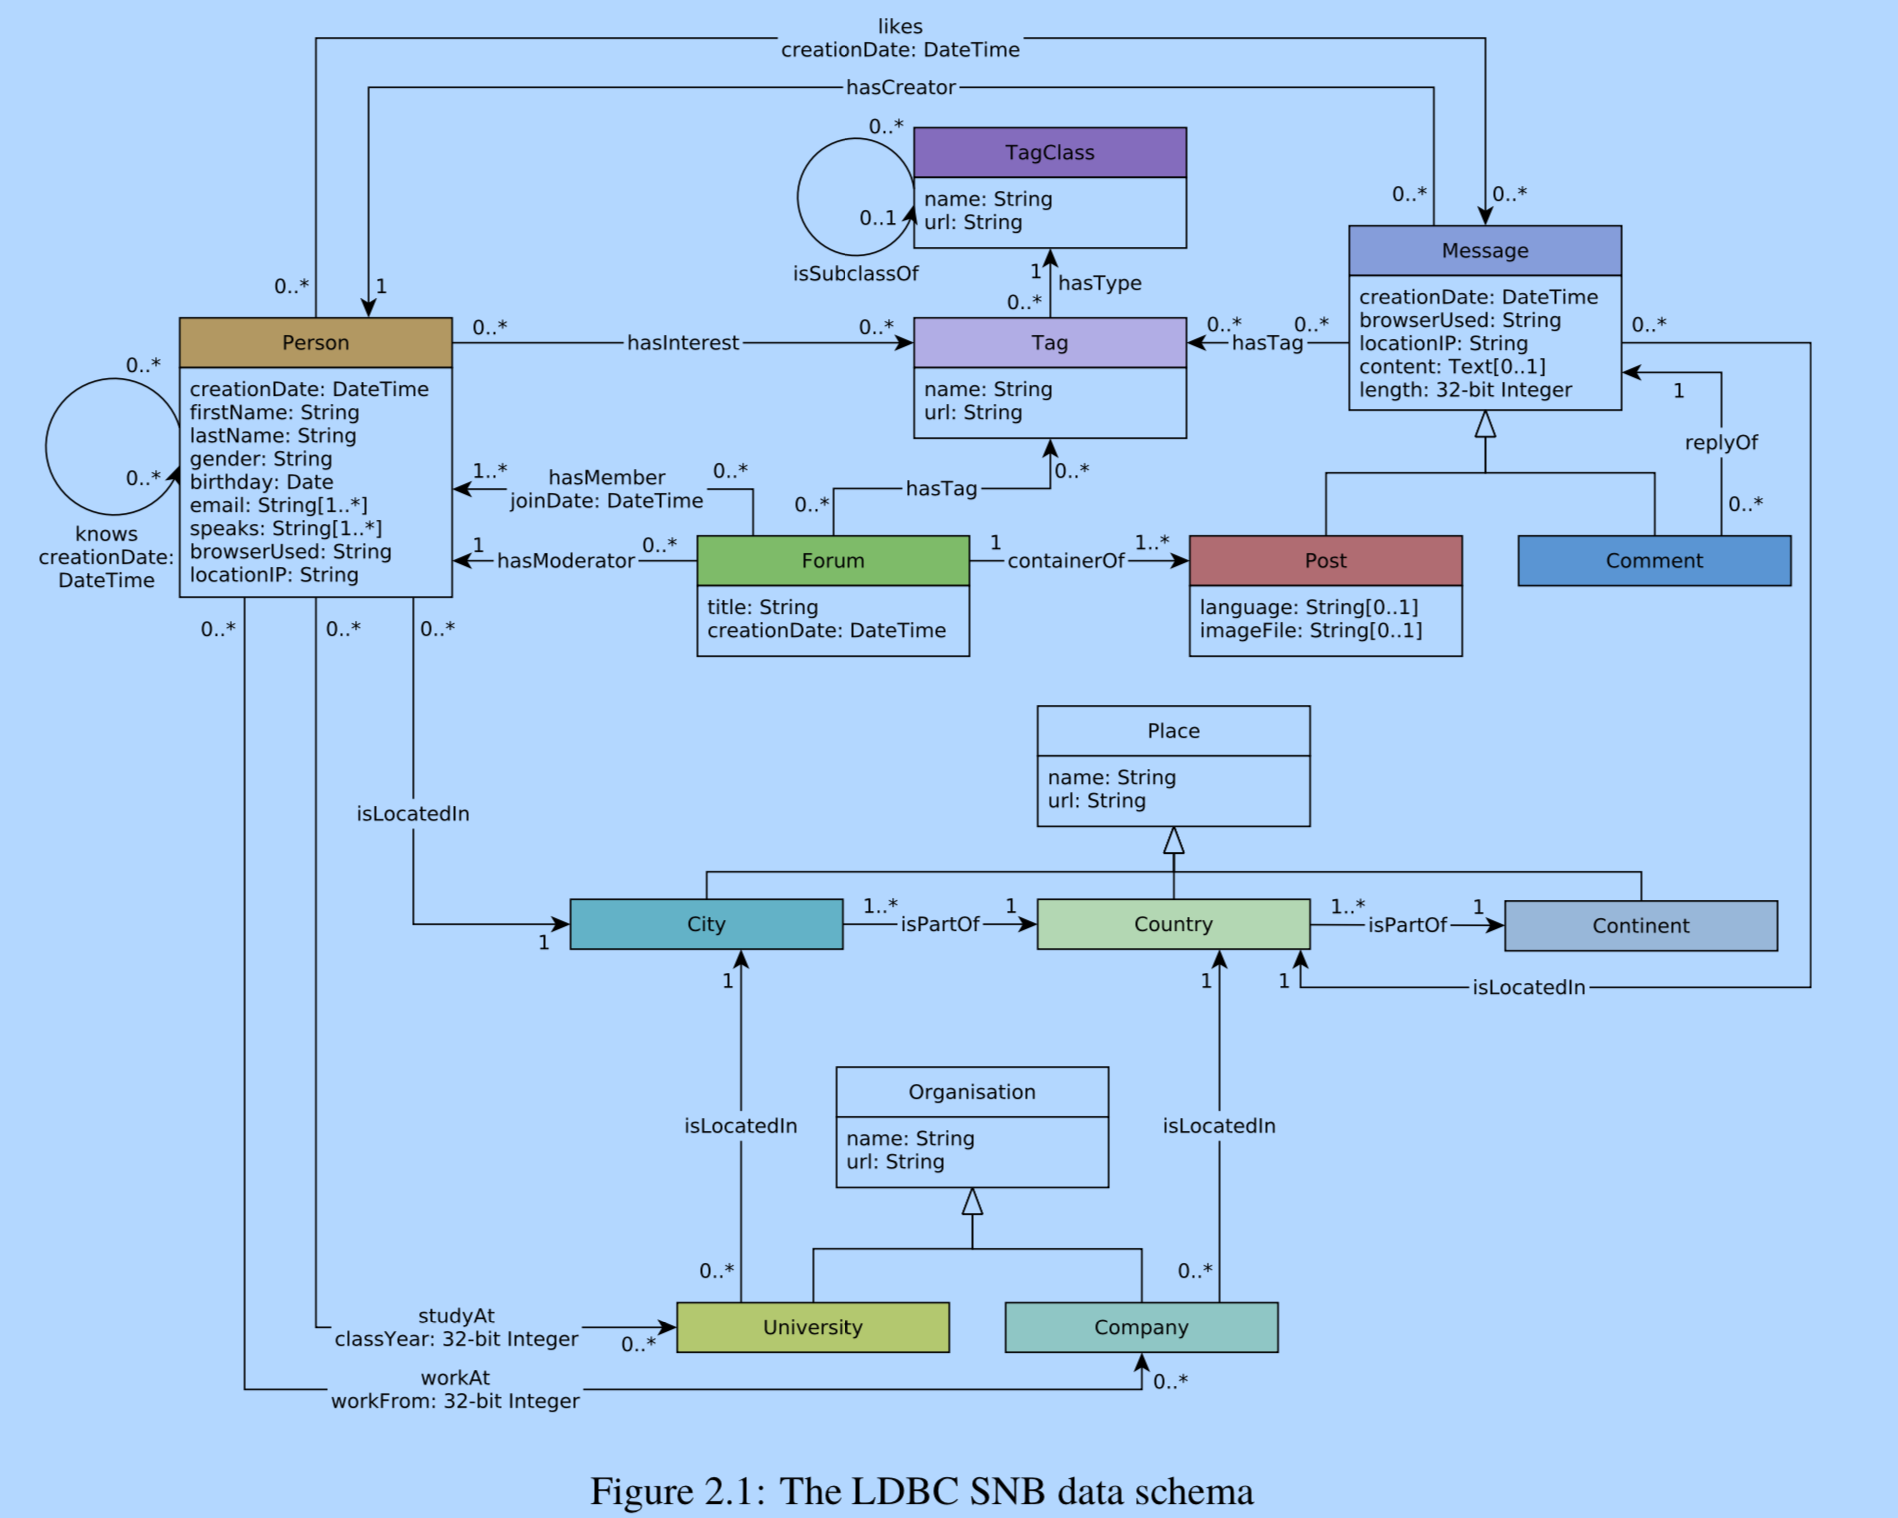 likes
creationDate: DateTime
hasCreator
0..*
TagClass
name: String
url: String
0..1
isSubclassOf
0..*
0..*
Message
creationDate: DateTime
browserUsed: String
locationIP: String
content: Text[0..1]
length: 32-bit Integer
1
hasType
0..*
0..*
1
Person
creationDate: DateTime
firstName: String
lastName: String
gender: String
birthday: Date
email: String[1..*]
speaks: String[1..*]
browserUsed: String
locationIP: String
0..*
hasInterest
0..*
Tag
name: String
url: String
0..*
hasTag
0..*
0..*
0..*
0..*
knows
creationDate:
DateTime
1
replyOf
0..*
1..*
hasMember
joinDate: DateTime
0..*
0..*
hasTag
0..*
1
hasModerator
0..*
Forum
title: String
creationDate: DateTime
1
containerOf
1..*
Post
language: String[0..1]
imageFile: String[0..1]
Comment
0..*
0..*
0..*
Place
name: String
url: String
isLocatedIn
1
City
1..*
isPartOf
1
Country
1..*
isPartOf
1
Continent
1
1
1
isLocatedIn
Organisation
name: String
url: String
isLocatedIn
isLocatedIn
0..*
0..*
studyAt
classYear: 32-bit Integer
0..*
University
Company
workAt
workFrom: 32-bit Integer
0..*
Figure 2.1: The LDBC SNB data schema